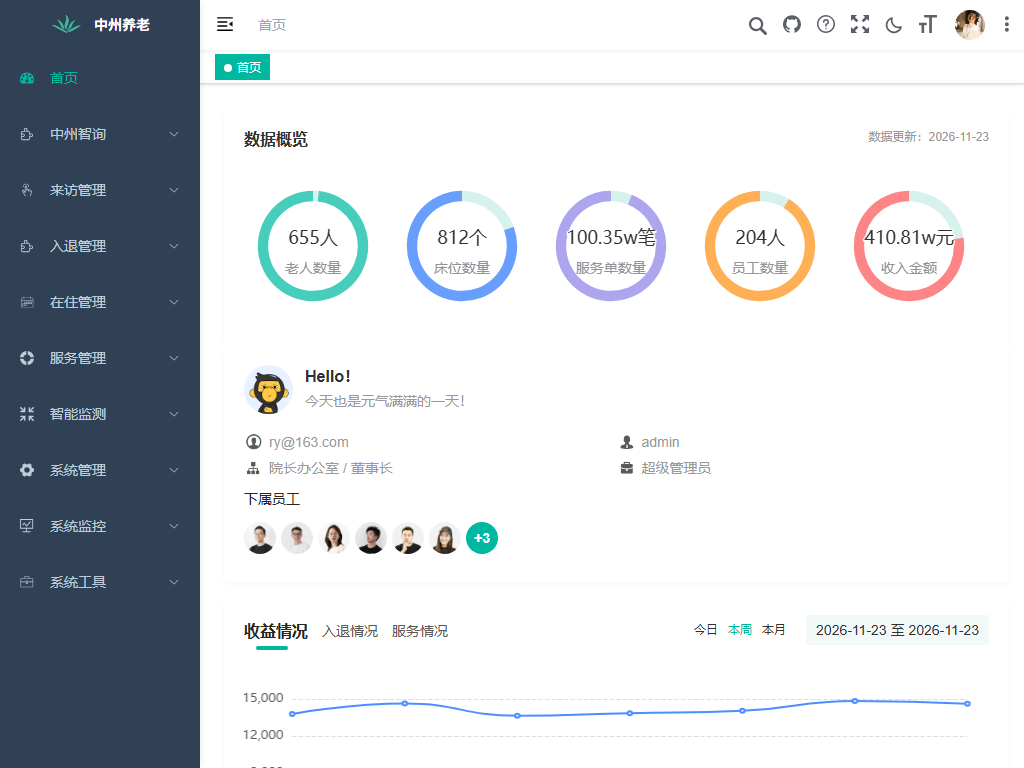 中州养老
首页
首页
首页
中州智询
来访管理
入退管理
在住管理
服务管理
智能监测
系统管理
系统监控
系统工具
数据概览
数据更新：2026-11-23
655人
老人数量
812个
床位数量
100.35w笔
服务单数量
204人
员工数量
410.81w元
收入金额
Hello！
今天也是元气满满的一天！
ry@163.com
admin
院长办公室 / 董事长
超级管理员
下属员工
+3
收益情况 入退情况 服务情况
今日 本周 本月
2026-11-23 至 2026-11-23
15,000
12,000